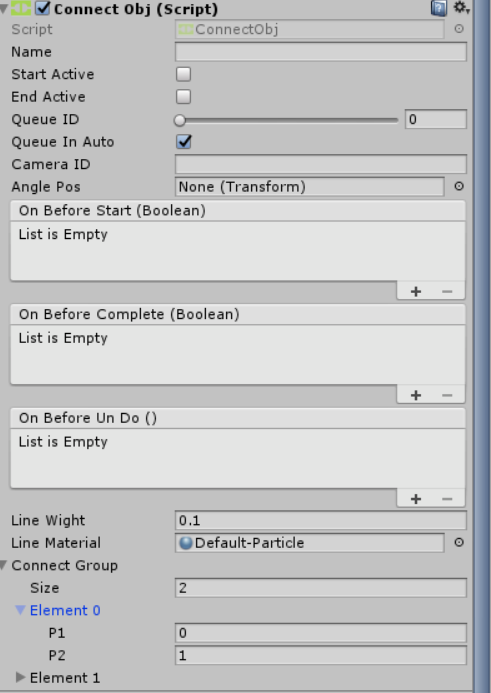 Connect Obj (Script)
Script ConnectObj
Name
Start Active
End Active
Queue ID 0
Queue In Auto
Camera ID
Angle Pos None (Transform)
On Before Start (Boolean)
List is Empty
+ −
On Before Complete (Boolean)
List is Empty
+ −
On Before Un Do ()
List is Empty
+ −
Line Wight 0.1
Line Material Default-Particle
Connect Group
Size 2
Element 0
P1 0
P2 1
Element 1